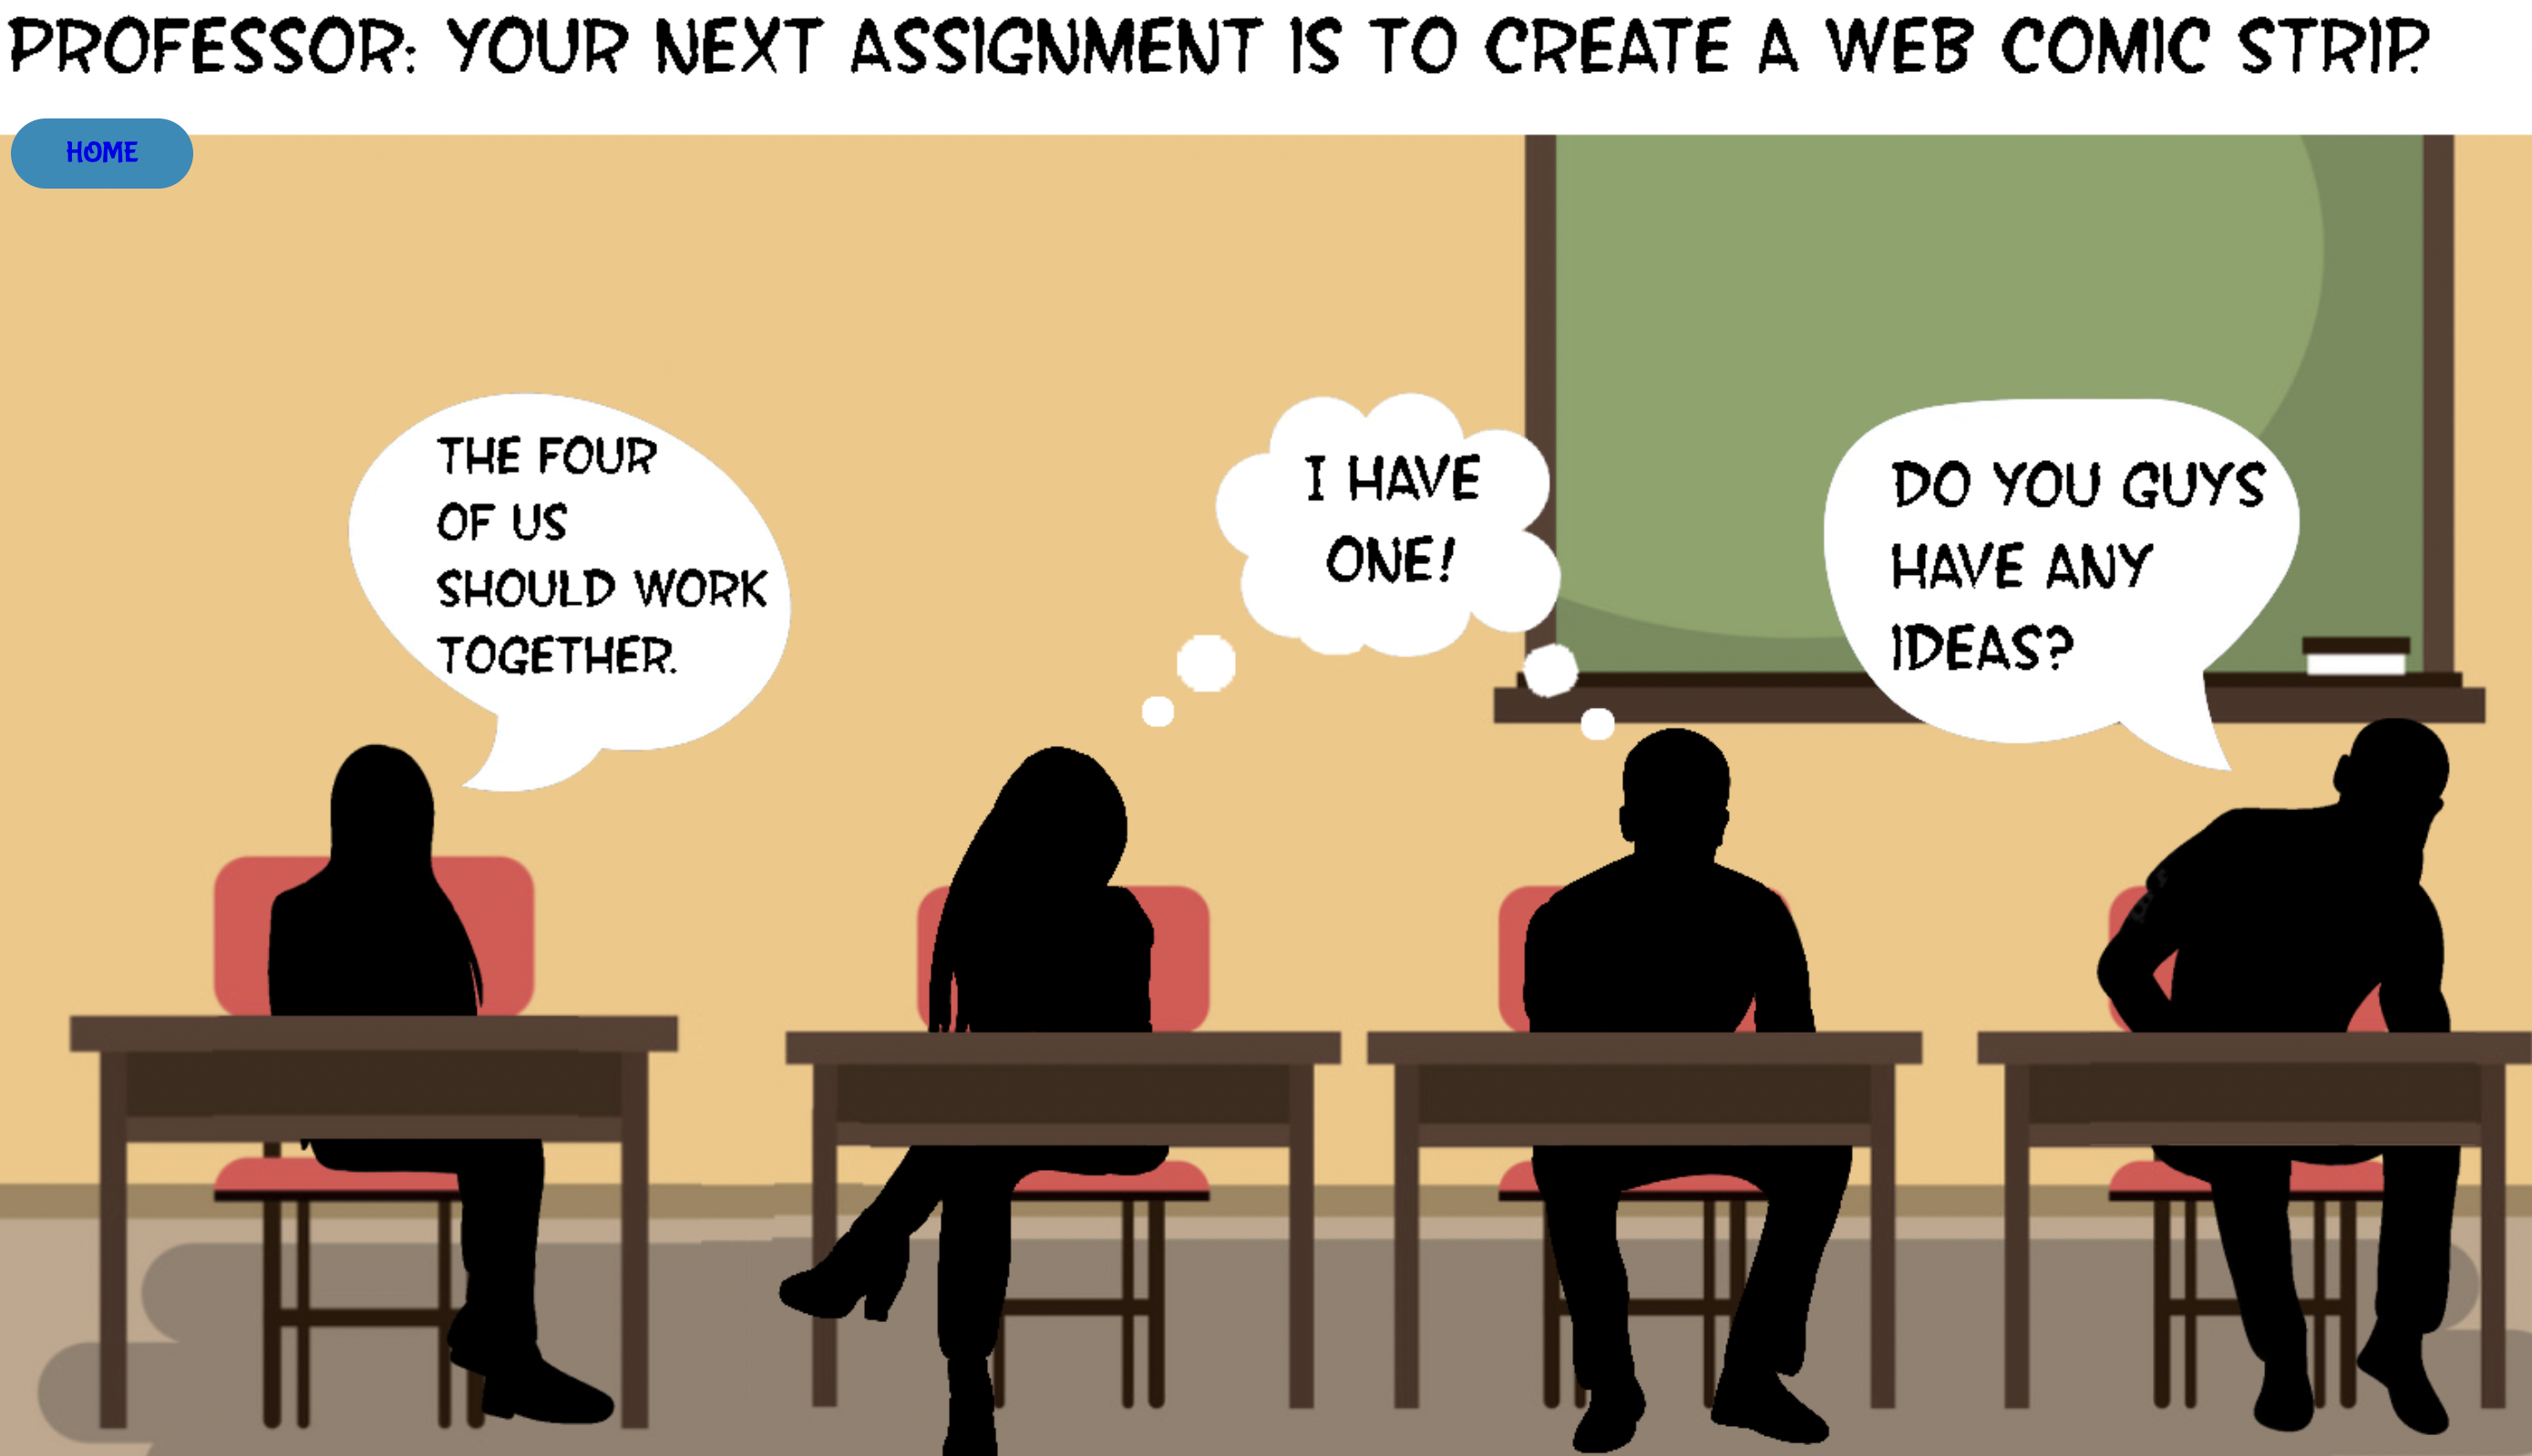 PROFESSOR: YOUR NEXT ASSIGNMENT IS TO CREATE A WEB COMIC STRIP.
HOME
THE FOUR
OF US
SHOULD WORK
TOGETHER.
I HAVE
ONE!
DO YOU GUYS
HAVE ANY
IDEAS?